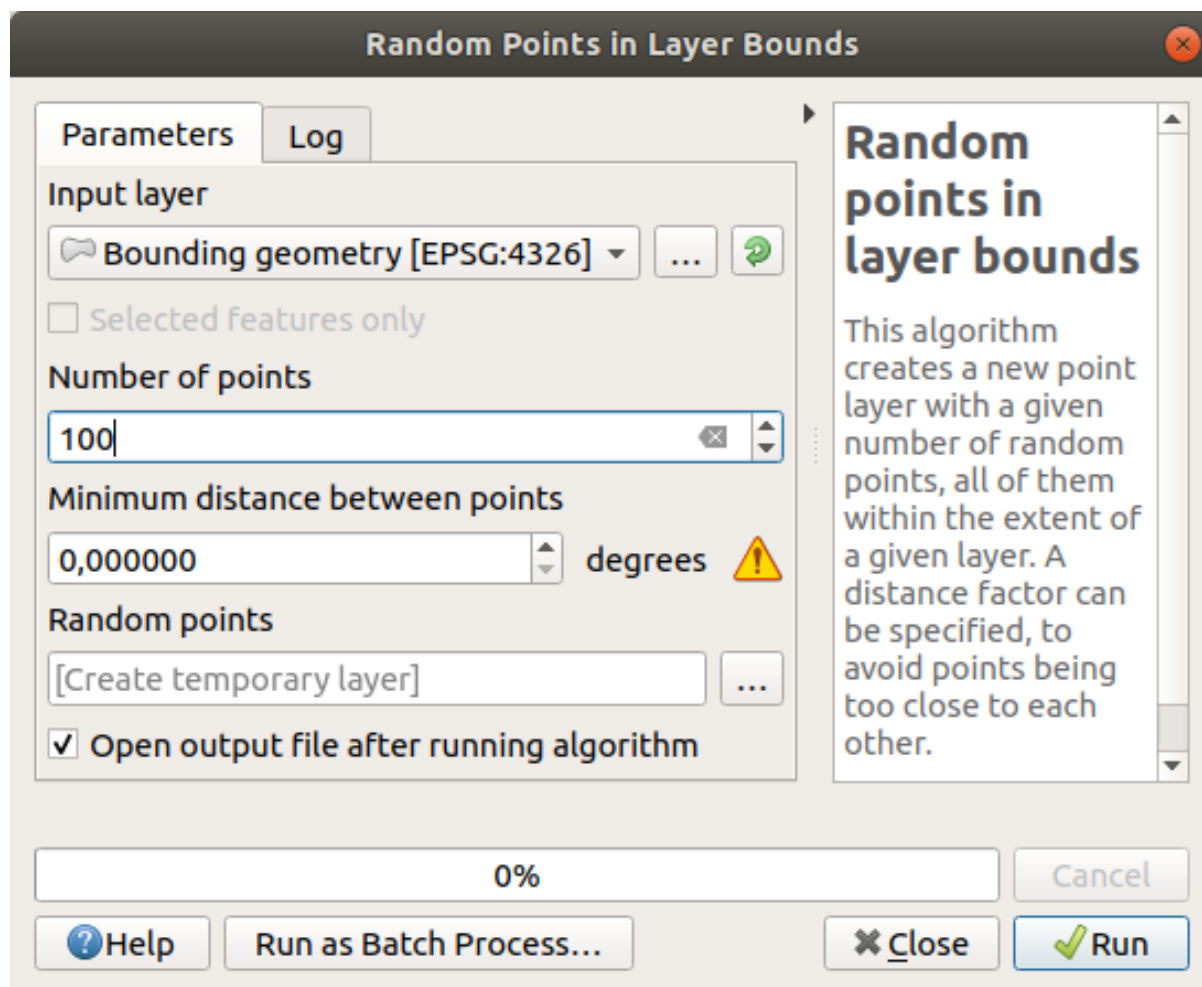 Random Points in Layer Bounds
Parameters
Log
Input layer
Bounding geometry [EPSG:4326]
...
Selected features only
Number of points
100
Minimum distance between points
0,000000
degrees
Random points
[Create temporary layer]
...
Open output file after running algorithm
Random
points in
layer bounds
This algorithm
creates a new point
layer with a given
number of random
points, all of them
within the extent of
a given layer. A
distance factor can
be specified, to
avoid points being
too close to each
other.
0%
Cancel
Help
Run as Batch Process...
Close
Run